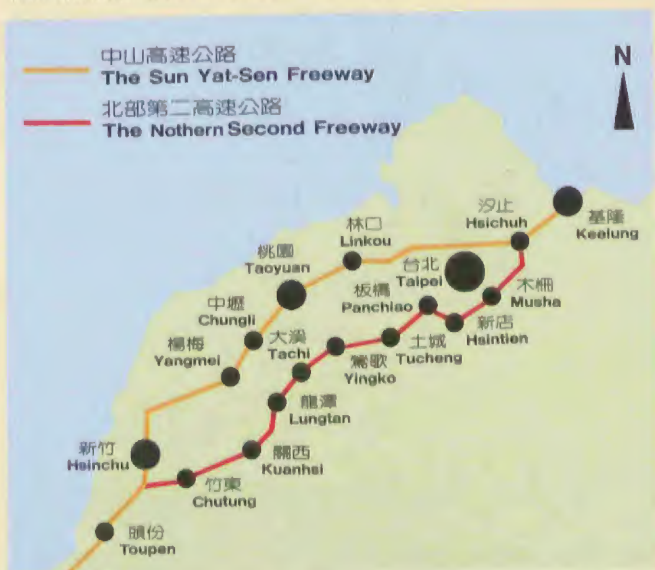 中山高速公路
The Sun Yat-Sen Freeway
北部第二高速公路
The Nothern Second Freeway
N
汐止
Hsichuh
基隆
Keelung
林口
Linkou
桃園
Taoyuan
台北
Taipei
木柵
Musha
板橋
Panchiao
中壢
Chungli
新店
Hsintien
大溪
Tachi
土城
Tucheng
楊梅
Yangmei
鶯歌
Yingko
龍潭
Lungtan
新竹
Hsinchu
關西
Kuanhsi
竹東
Chutung
頭份
Toupen